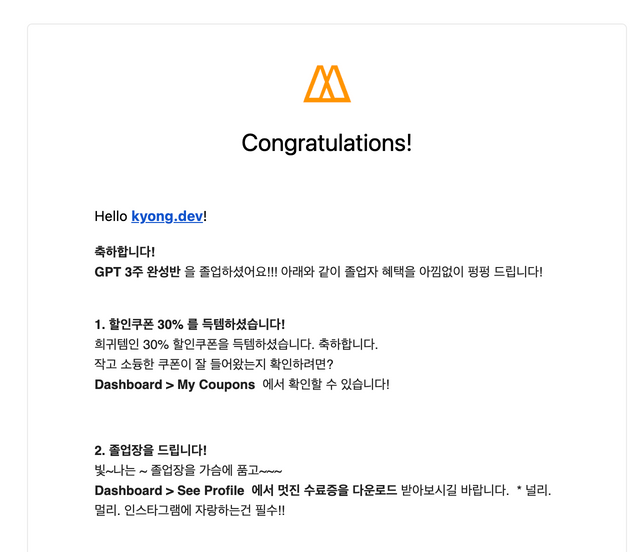 Congratulations!
Hello kyong.dev!
축하합니다!
GPT 3주 완성반 을 졸업하셨어요!!! 아래와 같이 졸업자 혜택을 아낌없이 펑펑 드립니다!
1. 할인쿠폰 30% 를 득템하셨습니다!
희귀템인 30% 할인쿠폰을 득템하셨습니다. 축하합니다.
작고 소듕한 쿠폰이 잘 들어왔는지 확인하려면?
Dashboard > My Coupons 에서 확인할 수 있습니다!
2. 졸업장을 드립니다!
빛~나는 ~ 졸업장을 가슴에 품고~~~
Dashboard > See Profile 에서 멋진 수료증을 다운로드 받아보시길 바랍니다. * 널리.
멀리. 인스타그램에 자랑하는건 필수!!